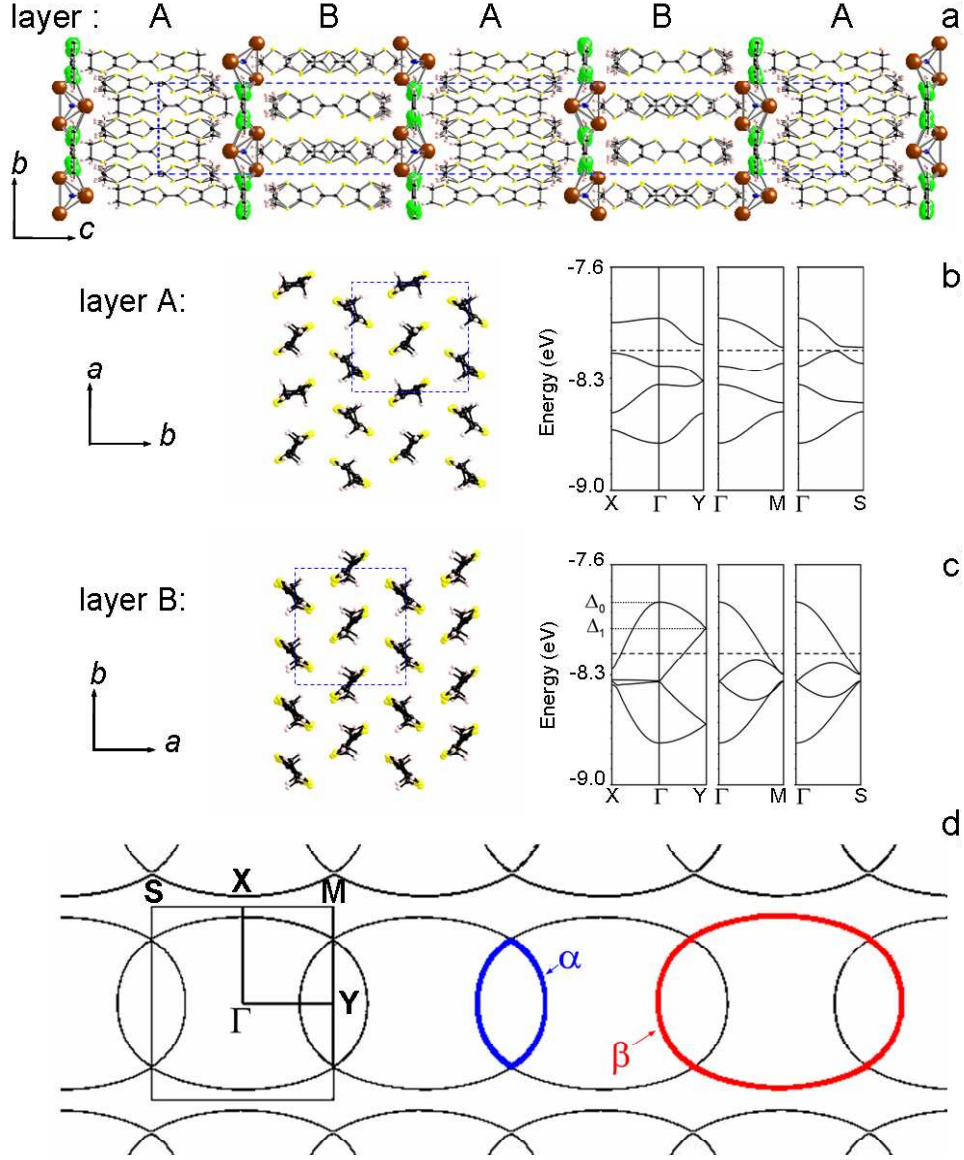 layer : A B A B A a
b
c
layer A:
a
b
b
Energy (eV)
-7.6
-8.3
-9.0
X Γ Y Γ M Γ S
layer B:
b
a
c
Energy (eV)
-7.6
Δ0
Δ1
-8.3
-9.0
X Γ Y Γ M Γ S
d
S X M
α
Γ Y
β